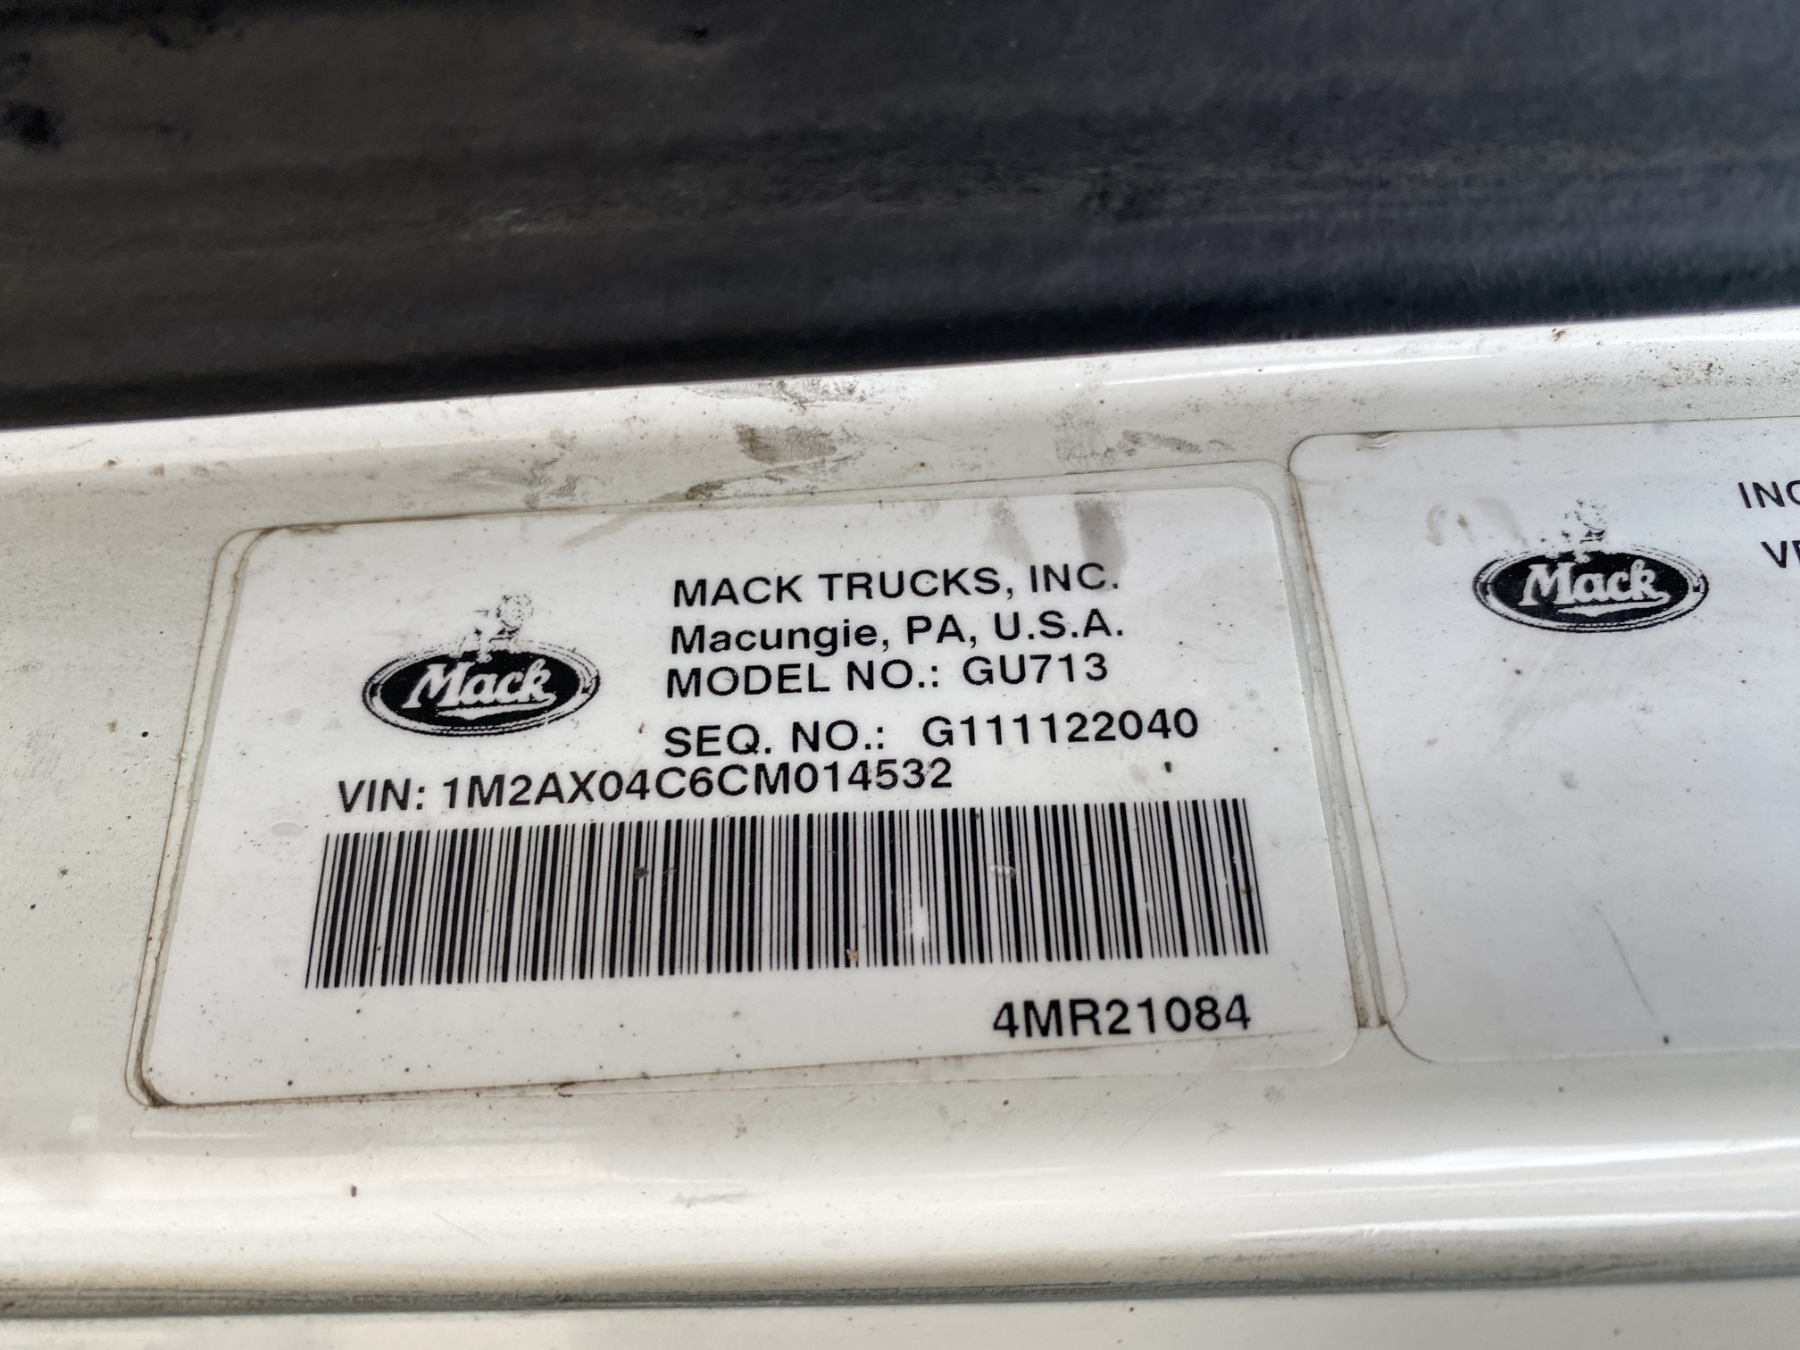 MACK TRUCKS, INC.
Macungie, PA, U.S.A.
MODEL NO.: GU713
SEQ. NO.: G111122040
VIN: 1M2AX04C6CM014532
4MR21084
Mack
Mack